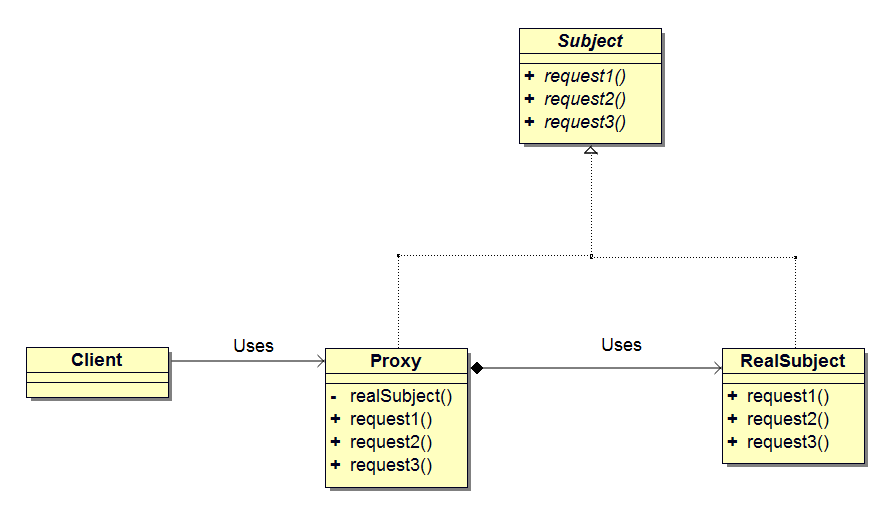 Subject
+ request1()
+ request2()
+ request3()
Client
Uses
Proxy
- realSubject()
+ request1()
+ request2()
+ request3()
Uses
RealSubject
+ request1()
+ request2()
+ request3()